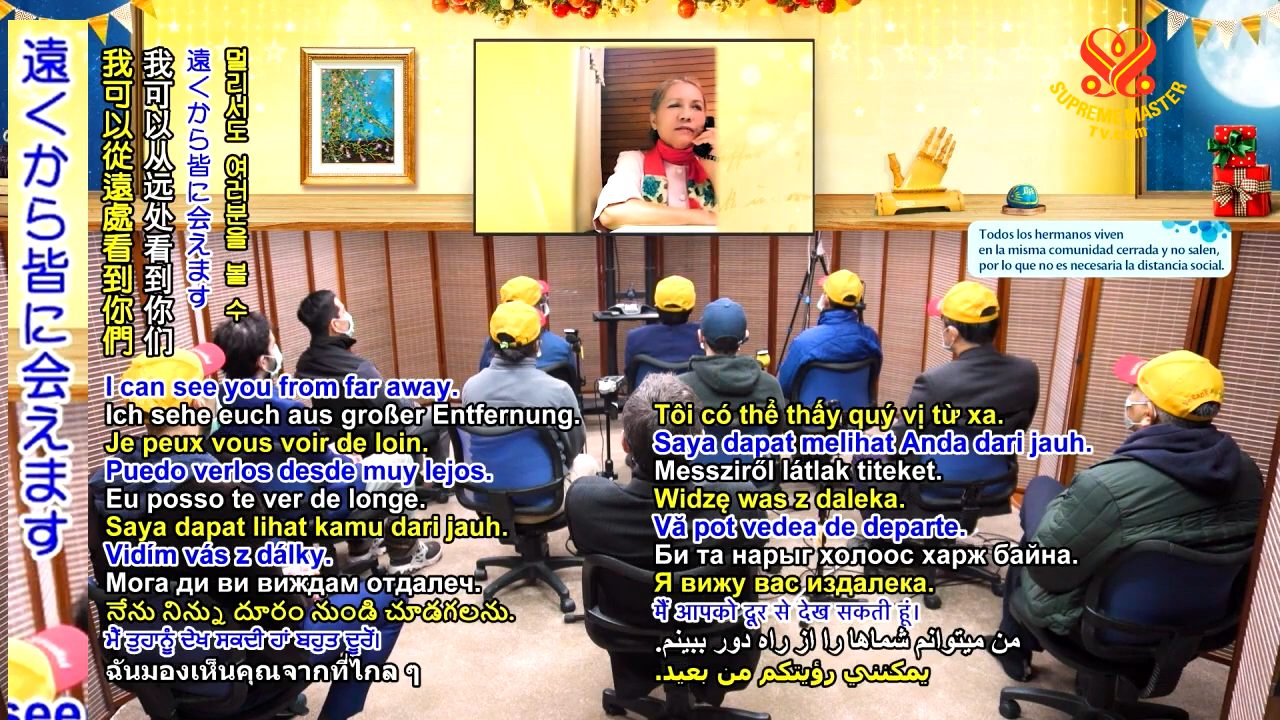 遠くから皆に会えます
我可以從遠處看到你們
我可以从远处看到你们
遠くから皆に会えます
멀리서도 여러분을 볼 수
SUPREME MASTER
TV.com
Todos los hermanos viven
en la misma comunidad cerrada y no salen,
por lo que no es necesaria la distancia social.
I can see you from far away.
Ich sehe euch aus großer Entfernung.
Je peux vous voir de loin.
Puedo verlos desde muy lejos.
Eu posso te ver de longe.
Saya dapat lihat kamu dari jauh.
Vidím vás z dálky.
Мога ди ви виждам отдалеч.
నేను నిన్ను దూరం నుండి చూడగలను.
ਮੈਂ ਤੁਹਾਨੂੰ ਦੇਖ ਸਕਦੀ ਹਾਂ ਬਹੁਤ ਦੂਰੋਂ।
ฉันมองเห็นคุณจากที่ไกล ๆ
Tôi có thể thấy quý vị từ xa.
Saya dapat melihat Anda dari jauh.
Messziről látlak titeket.
Widzę was z daleka.
Vă pot vedea de departe.
Би та нарыг холоос харж байна.
Я вижу вас издалека.
मैं आपको दूर से देख सकती हूं।
من میتوانم شماها را از راه دور ببینم.
يمكنني رؤيتكم من بعيد.
see